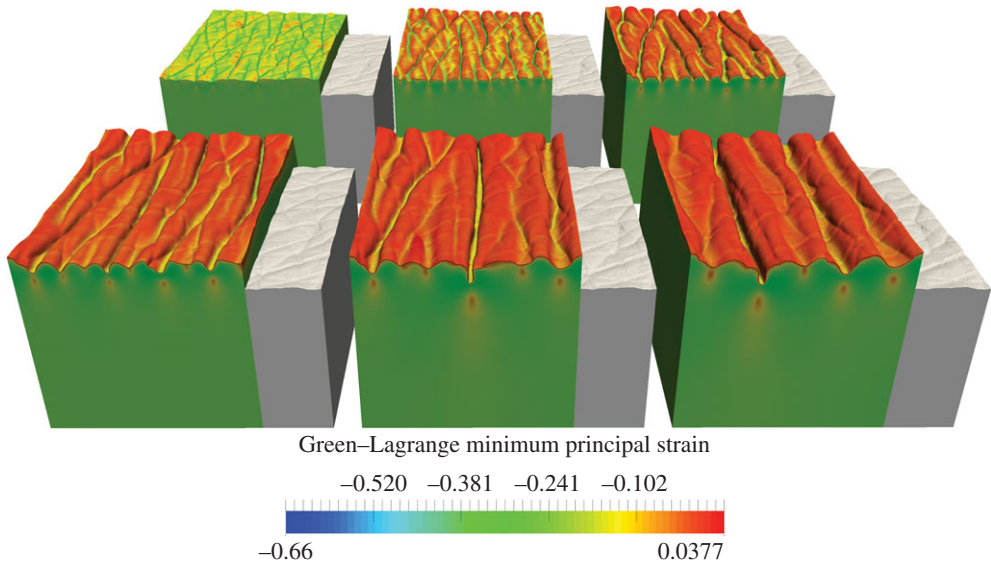 Green–Lagrange minimum principal strain
–0.520 –0.381 –0.241 –0.102
–0.66 0.0377